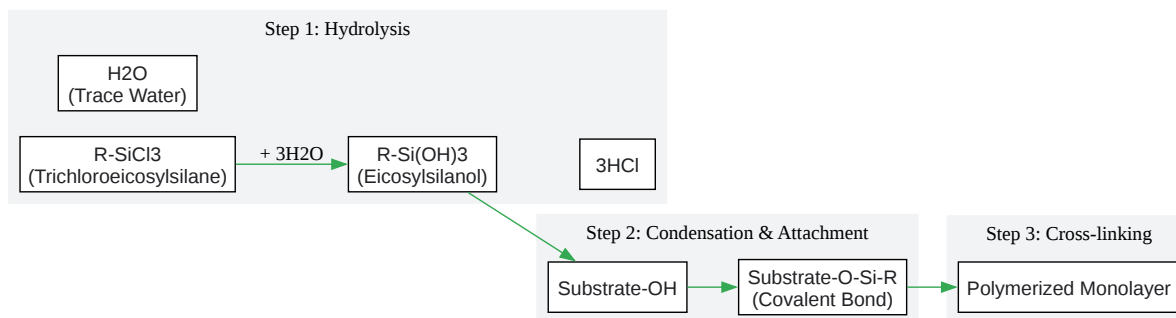 Step 1: Hydrolysis
H2O
(Trace Water)
R-SiCl3
(Trichloroeicosylsilane)
+ 3H2O
R-Si(OH)3
(Eicosylsilanol)
3HCl
Step 2: Condensation & Attachment
Substrate-OH
Substrate-O-Si-R
(Covalent Bond)
Step 3: Cross-linking
Polymerized Monolayer